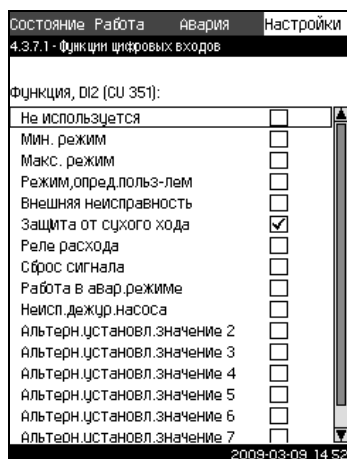 Состояние Работа Авария Настройки
4.3.7.1 - Функции цифровых входов
Функция, DI2 (CU 351):
Не используется
Мин. режим
Макс. режим
Режим,опред.польз-лем
Внешняя неисправность
Защита от сухого хода
Реле расхода
Сброс сигнала
Работа в авар.режиме
Неисп.дежур.насоса
Альтерн.установл.значение 2
Альтерн.установл.значение 3
Альтерн.установл.значение 4
Альтерн.установл.значение 5
Альтерн.установл.значение 6
Альтерн.установл.значение 7
2009-03-09 14:52